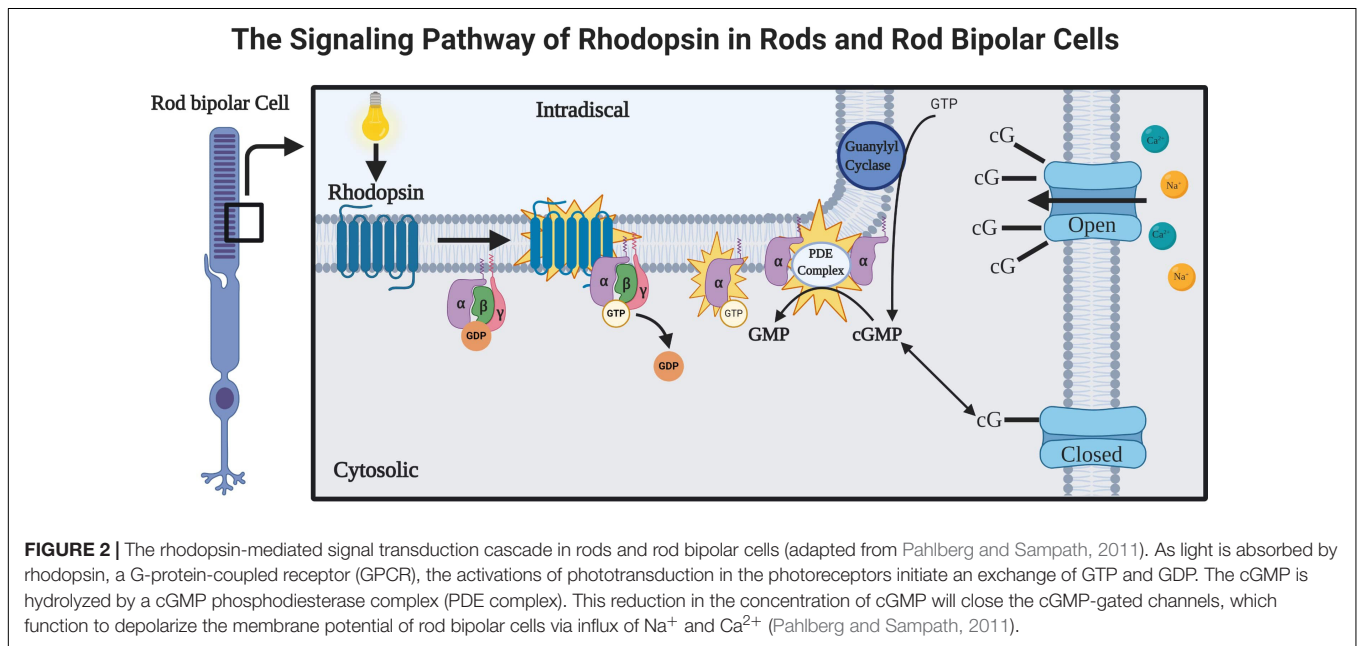 The Signaling Pathway of Rhodopsin in Rods and Rod Bipolar Cells
Rod bipolar Cell
Intradiscal
Rhodopsin
GTP
Guanylyl
Cyclase
cG
cG
cG
cG
Open
Ca²⁺
Na⁺
Ca²⁺
Na⁺
α
β
γ
GDP
α
β
γ
GTP
GDP
α
GTP
α
PDE
Complex
α
GMP
cGMP
cG
Closed
Cytosolic
FIGURE 2 | The rhodopsin-mediated signal transduction cascade in rods and rod bipolar cells (adapted from Pahlberg and Sampath, 2011). As light is absorbed by
rhodopsin, a G-protein-coupled receptor (GPCR), the activations of phototransduction in the photoreceptors initiate an exchange of GTP and GDP. The cGMP is
hydrolyzed by a cGMP phosphodiesterase complex (PDE complex). This reduction in the concentration of cGMP will close the cGMP-gated channels, which
function to depolarize the membrane potential of rod bipolar cells via influx of Na⁺ and Ca²⁺ (Pahlberg and Sampath, 2011).